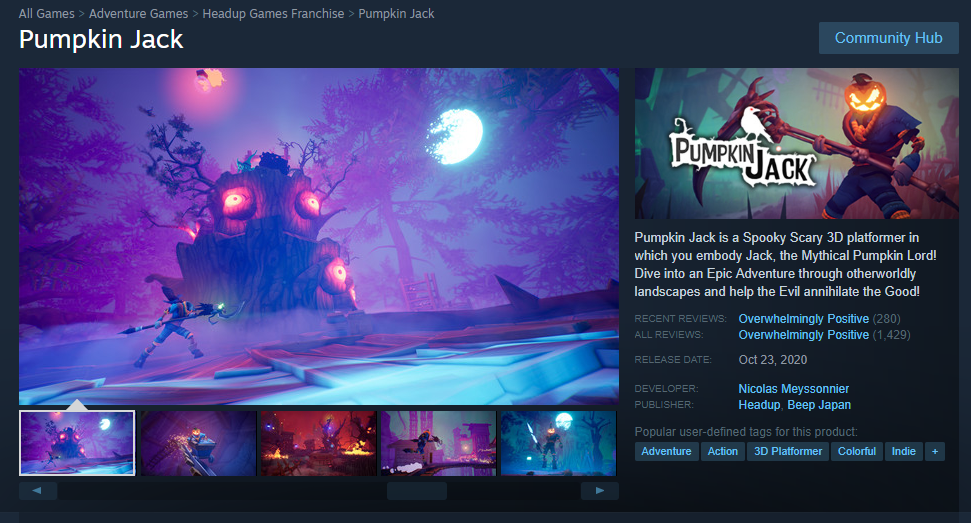 All Games > Adventure Games > Headup Games Franchise > Pumpkin Jack
Pumpkin Jack
Community Hub
PUMPKIN
JACK
Pumpkin Jack is a Spooky Scary 3D platformer in
which you embody Jack, the Mythical Pumpkin Lord!
Dive into an Epic Adventure through otherworldly
landscapes and help the Evil annihilate the Good!
RECENT REVIEWS: Overwhelmingly Positive (280)
ALL REVIEWS: Overwhelmingly Positive (1,429)
RELEASE DATE: Oct 23, 2020
DEVELOPER: Nicolas Meyssonnier
PUBLISHER: Headup, Beep Japan
Popular user-defined tags for this product:
Adventure Action 3D Platformer Colorful Indie +